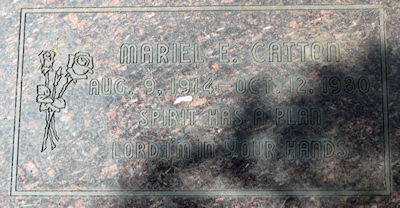 MARIEL E. CATTON
AUG. 9, 1914 — OCT. 12, 1980
SPIRIT HAS A PLAN
LORD I'M IN YOUR HANDS